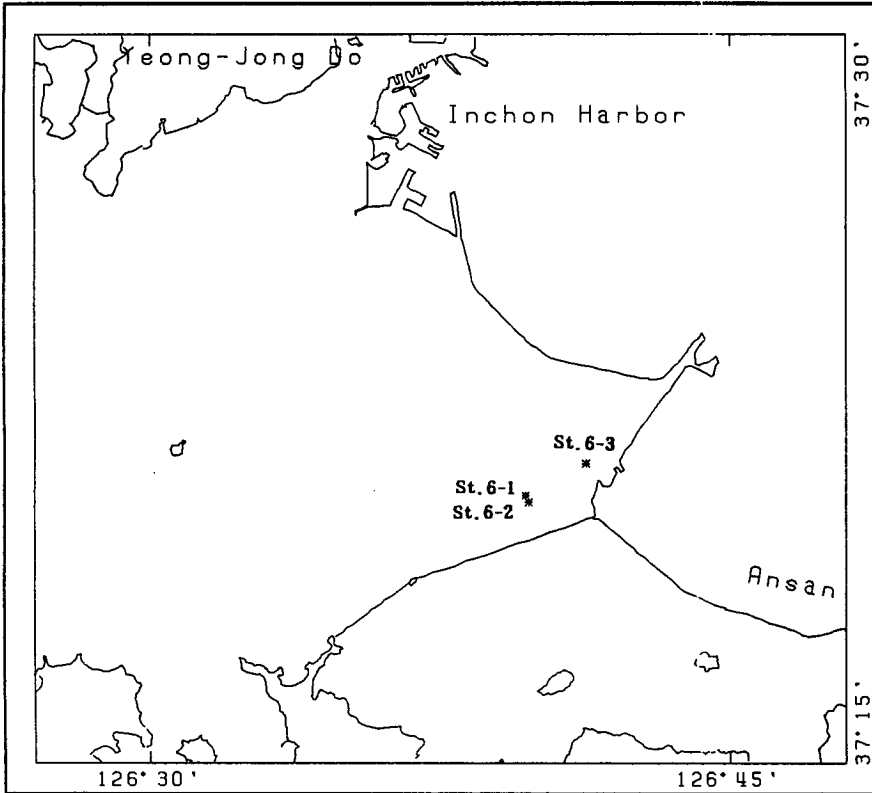 Yeong-Jong Do
Inchon Harbor
37° 30'
St. 6-3
St. 6-1
St. 6-2
Ansan
37° 15'
126° 30'
126° 45'